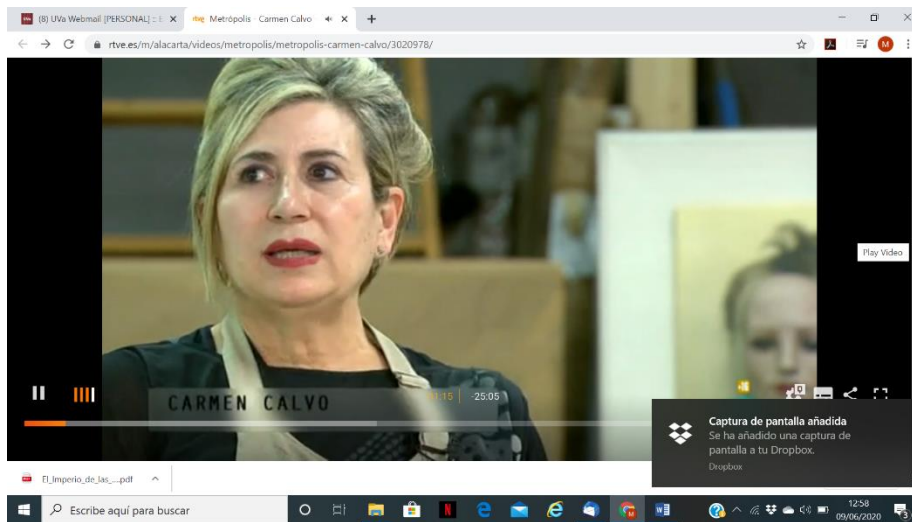 (8) UVa Webmail [PERSONAL] ::
rtve Metrópolis - Carmen Calvo
rtve.es/m/alacarta/videos/metropolis/metropolis-carmen-calvo/3020978/
M
Play Video
CARMEN CALVO
-25:05
Captura de pantalla añadida
Se ha añadido una captura de
pantalla a tu Dropbox.
Dropbox
El_Imperio_de_las_....pdf
Escribe aquí para buscar
12:58
09/06/2020